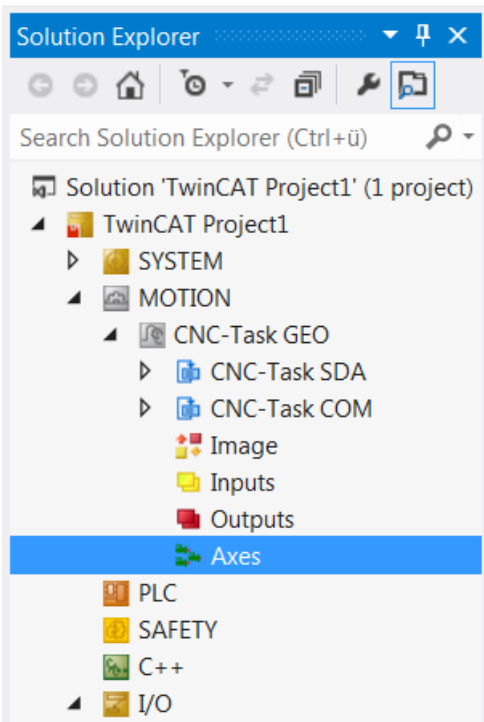 Solution Explorer
Search Solution Explorer (Ctrl+ü)
Solution 'TwinCAT Project1' (1 project)
TwinCAT Project1
SYSTEM
MOTION
CNC-Task GEO
CNC-Task SDA
CNC-Task COM
Image
Inputs
Outputs
Axes
PLC
SAFETY
C++
I/O